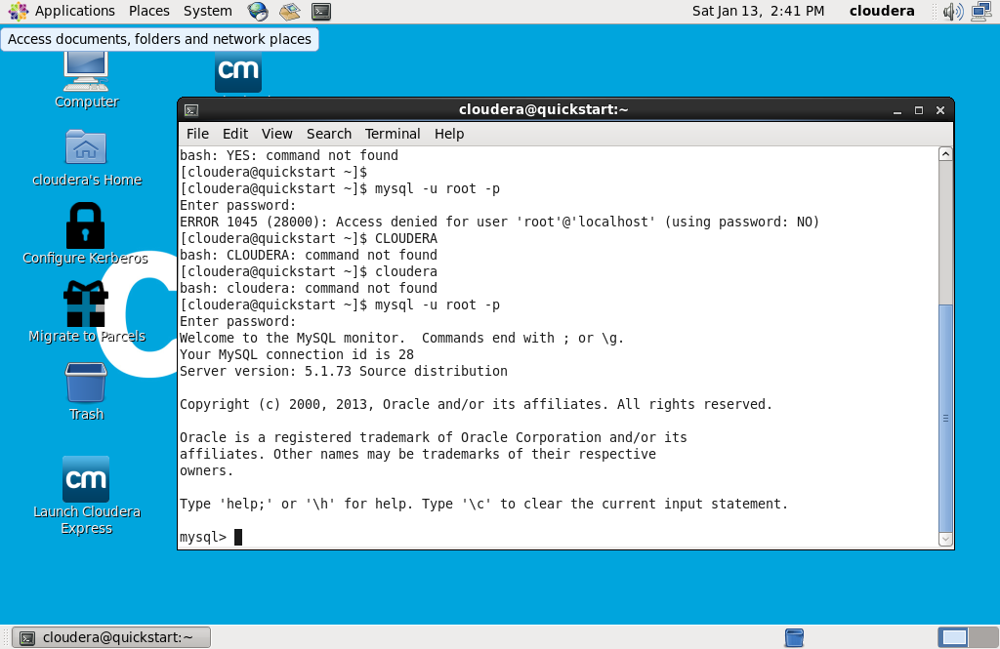 Applications Places System Sat Jan 13, 2:41 PM cloudera
Access documents, folders and network places
cm
Computer
cloudera's Home
Configure Kerberos
Migrate to Parcels
Trash
cm
Launch Cloudera
Express
C
cloudera@quickstart:~
File Edit View Search Terminal Help
bash: YES: command not found
[cloudera@quickstart ~]$
[cloudera@quickstart ~]$ mysql -u root -p
Enter password:
ERROR 1045 (28000): Access denied for user 'root'@'localhost' (using password: NO)
[cloudera@quickstart ~]$ CLOUDERA
bash: CLOUDERA: command not found
[cloudera@quickstart ~]$ cloudera
bash: cloudera: command not found
[cloudera@quickstart ~]$ mysql -u root -p
Enter password:
Welcome to the MySQL monitor.  Commands end with ; or \g.
Your MySQL connection id is 28
Server version: 5.1.73 Source distribution
Copyright (c) 2000, 2013, Oracle and/or its affiliates. All rights reserved.
Oracle is a registered trademark of Oracle Corporation and/or its
affiliates. Other names may be trademarks of their respective
owners.
Type 'help;' or '\h' for help. Type '\c' to clear the current input statement.
mysql>
cloudera@quickstart:~